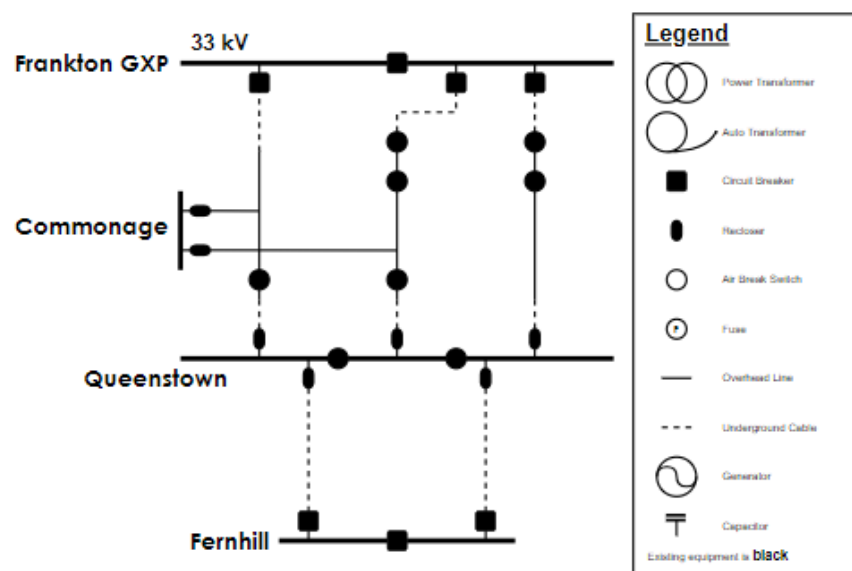 33 kV
Frankton GXP
Commonage
Queenstown
Fernhill
Legend
Power Transformer
Auto Transformer
Circuit Breaker
Recloser
Air Break Switch
Fuse
F
Overhead Line
Underground Cable
Generator
Capacitor
Existing equipment is black